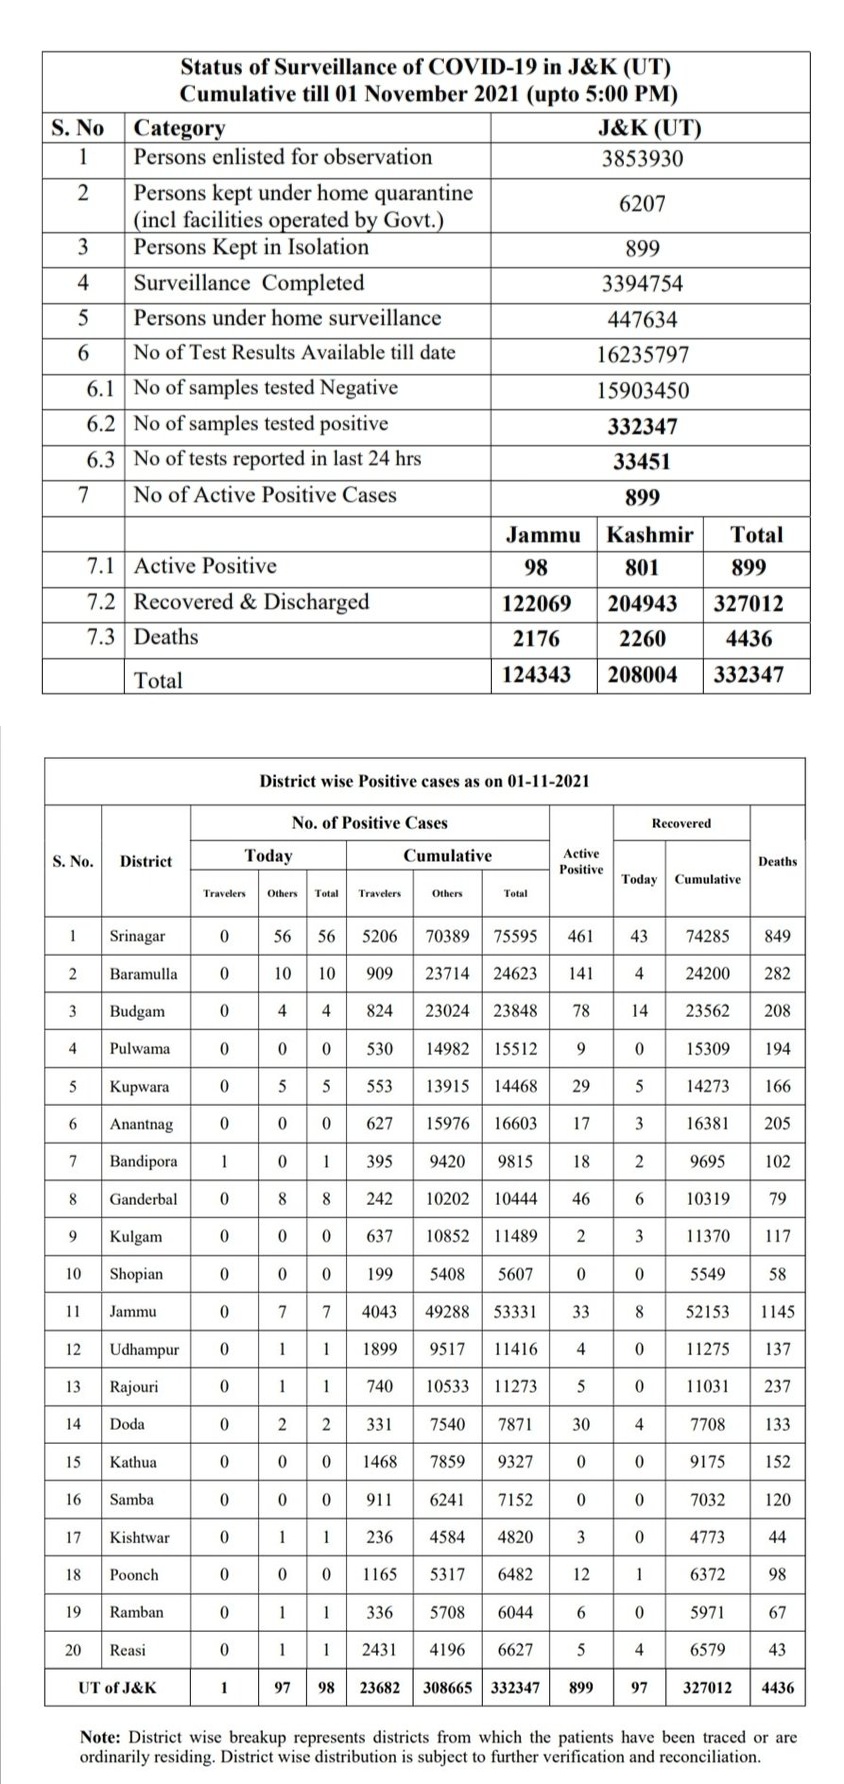 Status of Surveillance of COVID-19 in J&K (UT)
Cumulative till 01 November 2021 (upto 5:00 PM)
S. No Category J&K (UT)
1 Persons enlisted for observation 3853930
2 Persons kept under home quarantine
(incl facilities operated by Govt.) 6207
3 Persons Kept in Isolation 899
4 Surveillance Completed 3394754
5 Persons under home surveillance 447634
6 No of Test Results Available till date 16235797
6.1 No of samples tested Negative 15903450
6.2 No of samples tested positive 332347
6.3 No of tests reported in last 24 hrs 33451
7 No of Active Positive Cases 899
Jammu Kashmir Total
7.1 Active Positive 98 801 899
7.2 Recovered & Discharged 122069 204943 327012
7.3 Deaths 2176 2260 4436
Total 124343 208004 332347
District wise Positive cases as on 01-11-2021
S. No. District No. of Positive Cases Active Positive Recovered Deaths
Today Cumulative Today Cumulative
Travelers Others Total Travelers Others Total
1 Srinagar 0 56 56 5206 70389 75595 461 43 74285 849
2 Baramulla 0 10 10 909 23714 24623 141 4 24200 282
3 Budgam 0 4 4 824 23024 23848 78 14 23562 208
4 Pulwama 0 0 0 530 14982 15512 9 0 15309 194
5 Kupwara 0 5 5 553 13915 14468 29 5 14273 166
6 Anantnag 0 0 0 627 15976 16603 17 3 16381 205
7 Bandipora 1 0 1 395 9420 9815 18 2 9695 102
8 Ganderbal 0 8 8 242 10202 10444 46 6 10319 79
9 Kulgam 0 0 0 637 10852 11489 2 3 11370 117
10 Shopian 0 0 0 199 5408 5607 0 0 5549 58
11 Jammu 0 7 7 4043 49288 53331 33 8 52153 1145
12 Udhampur 0 1 1 1899 9517 11416 4 0 11275 137
13 Rajouri 0 1 1 740 10533 11273 5 0 11031 237
14 Doda 0 2 2 331 7540 7871 30 4 7708 133
15 Kathua 0 0 0 1468 7859 9327 0 0 9175 152
16 Samba 0 0 0 911 6241 7152 0 0 7032 120
17 Kishtwar 0 1 1 236 4584 4820 3 0 4773 44
18 Poonch 0 0 0 1165 5317 6482 12 1 6372 98
19 Ramban 0 1 1 336 5708 6044 6 0 5971 67
20 Reasi 0 1 1 2431 4196 6627 5 4 6579 43
UT of J&K 1 97 98 23682 308665 332347 899 97 327012 4436
Note: District wise breakup represents districts from which the patients have been traced or are
ordinarily residing. District wise distribution is subject to further verification and reconciliation.